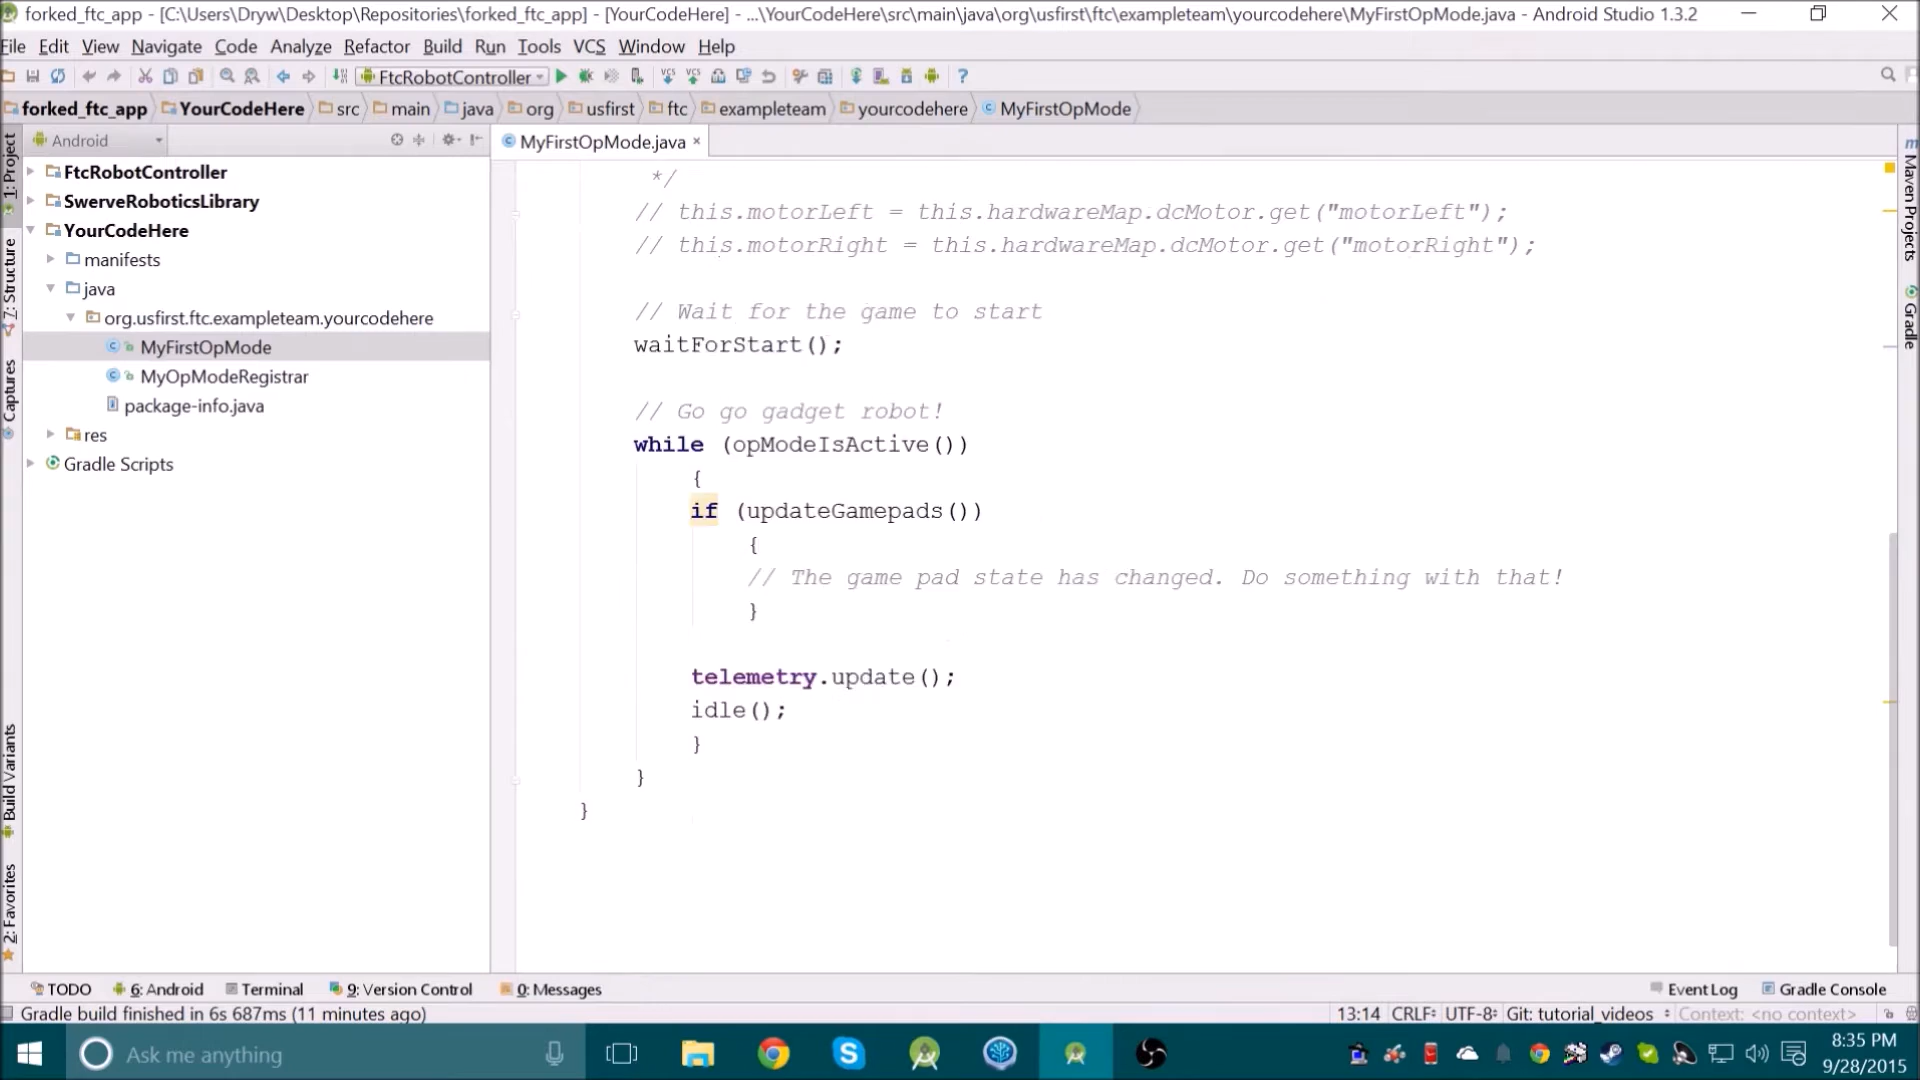 forked_ftc_app - [C:\Users\Dryw\Desktop\Repositories\forked_ftc_app] - [YourCodeHere] - ...\YourCodeHere\src\main\java\org\usfirst\ftc\exampleteam\yourcodehere\MyFirstOpMode.java - Android Studio 1.3.2
File Edit View Navigate Code Analyze Refactor Build Run Tools VCS Window Help
FtcRobotController
forked_ftc_app YourCodeHere src main java org usfirst ftc exampleteam yourcodehere MyFirstOpMode
Android
MyFirstOpMode.java
1: Project
7: Structure
Captures
Build Variants
2: Favorites
FtcRobotController
SwerveRoboticsLibrary
YourCodeHere
manifests
java
org.usfirst.ftc.exampleteam.yourcodehere
MyFirstOpMode
MyOpModeRegistrar
package-info.java
res
Gradle Scripts
*/
// this.motorLeft = this.hardwareMap.dcMotor.get("motorLeft");
// this.motorRight = this.hardwareMap.dcMotor.get("motorRight");
// Wait for the game to start
waitForStart();
// Go go gadget robot!
while (opModeIsActive())
{
if (updateGamepads())
{
// The game pad state has changed. Do something with that!
}
telemetry.update();
idle();
}
}
}
Maven Projects
Gradle
TODO 6: Android Terminal 9: Version Control 0: Messages Event Log Gradle Console
Gradle build finished in 6s 687ms (11 minutes ago) 13:14 CRLF UTF-8 Git: tutorial_videos Context: <no context>
Ask me anything
8:35 PM
9/28/2015